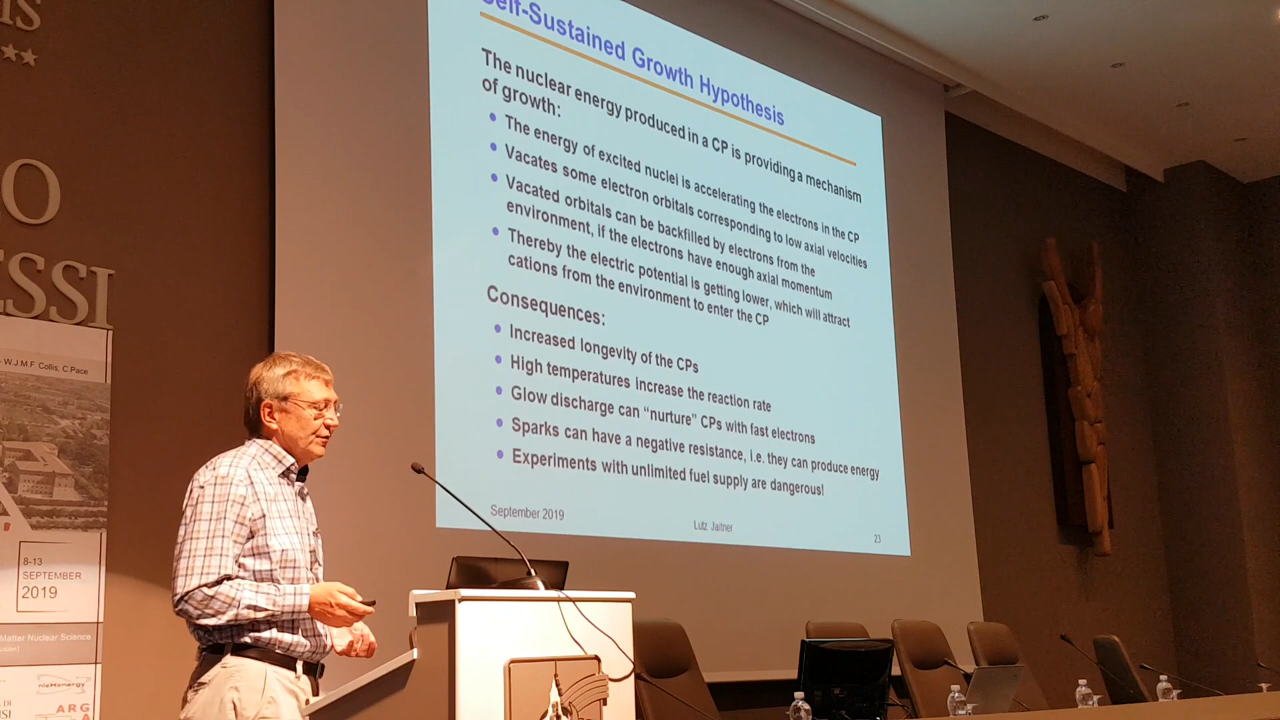 Self-Sustained Growth Hypothesis
The nuclear energy produced in a CP is providing a mechanism
of growth:
• The energy of excited nuclei is accelerating the electrons in the CP
• Vacates some electron orbitals corresponding to low axial velocities
• Vacated orbitals can be backfilled by electrons from the
environment, if the electrons have enough axial momentum
• Thereby the electric potential is getting lower, which will attract
cations from the environment to enter the CP
Consequences:
• Increased longevity of the CPs
• High temperatures increase the reaction rate
• Glow discharge can “nurture” CPs with fast electrons
• Sparks can have a negative resistance, i.e. they can produce energy
• Experiments with unlimited fuel supply are dangerous!
September 2019
Lutz Jaitner
23
W.J.M.F. Collis, C.Pace
8-13
SEPTEMBER
2019
Matter Nuclear Science
ARG